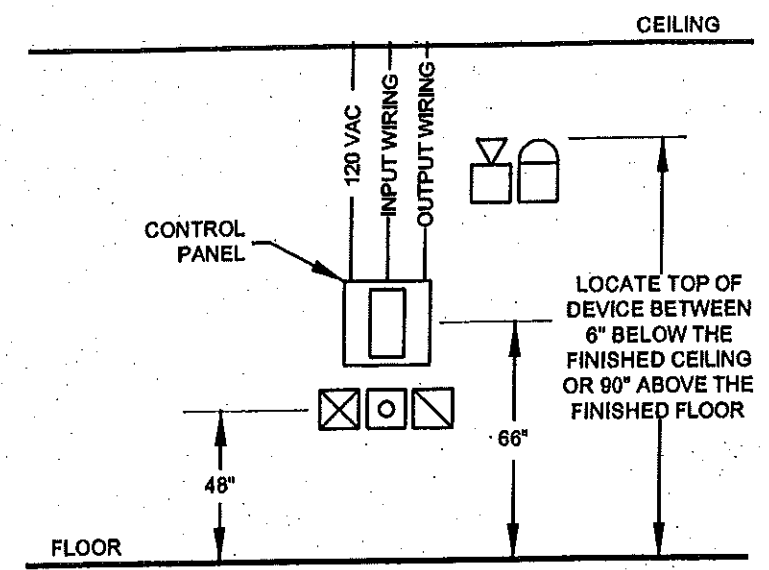 CEILING
120 VAC
INPUT WIRING
OUTPUT WIRING
CONTROL
PANEL
LOCATE TOP OF
DEVICE BETWEEN
6" BELOW THE
FINISHED CEILING
OR 90" ABOVE THE
FINISHED FLOOR
66"
48"
FLOOR